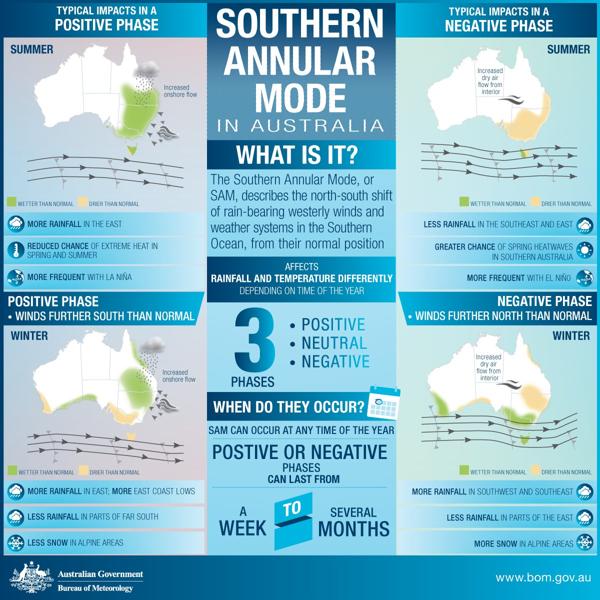 TYPICAL IMPACTS IN A
POSITIVE PHASE
SUMMER
Increased
onshore flow
WETTER THAN NORMAL
DRIER THAN NORMAL
MORE RAINFALL IN THE EAST
REDUCED CHANCE OF EXTREME HEAT IN
SPRING AND SUMMER
MORE FREQUENT WITH LA NIÑA
POSITIVE PHASE
• WINDS FURTHER SOUTH THAN NORMAL
WINTER
Increased
onshore flow
WETTER THAN NORMAL
DRIER THAN NORMAL
MORE RAINFALL IN EAST; MORE EAST COAST LOWS
LESS RAINFALL IN PARTS OF FAR SOUTH
LESS SNOW IN ALPINE AREAS
SOUTHERN
ANNULAR
MODE
IN AUSTRALIA
WHAT IS IT?
The Southern Annular Mode, or
SAM, describes the north-south shift
of rain-bearing westerly winds and
weather systems in the Southern
Ocean, from their normal position
AFFECTS
RAINFALL AND TEMPERATURE DIFFERENTLY
DEPENDING ON TIME OF THE YEAR
3
PHASES
• POSITIVE
• NEUTRAL
• NEGATIVE
WHEN DO THEY OCCUR?
SAM CAN OCCUR AT ANY TIME OF THE YEAR
POSTIVE OR NEGATIVE
PHASES
CAN LAST FROM
A
WEEK
TO
SEVERAL
MONTHS
TYPICAL IMPACTS IN A
NEGATIVE PHASE
SUMMER
Increased
dry air
flow from
interior
WETTER THAN NORMAL
DRIER THAN NORMAL
LESS RAINFALL IN THE SOUTHEAST AND EAST
GREATER CHANCE OF SPRING HEATWAVES
IN SOUTHERN AUSTRALIA
MORE FREQUENT WITH EL NIÑO
NEGATIVE PHASE
• WINDS FURTHER NORTH THAN NORMAL
WINTER
Increased
dry air
flow from
interior
WETTER THAN NORMAL
DRIER THAN NORMAL
MORE RAINFALL IN SOUTHWEST AND SOUTHEAST
LESS RAINFALL IN PARTS OF THE EAST
MORE SNOW IN ALPINE AREAS
Australian Government
Bureau of Meteorology
www.bom.gov.au